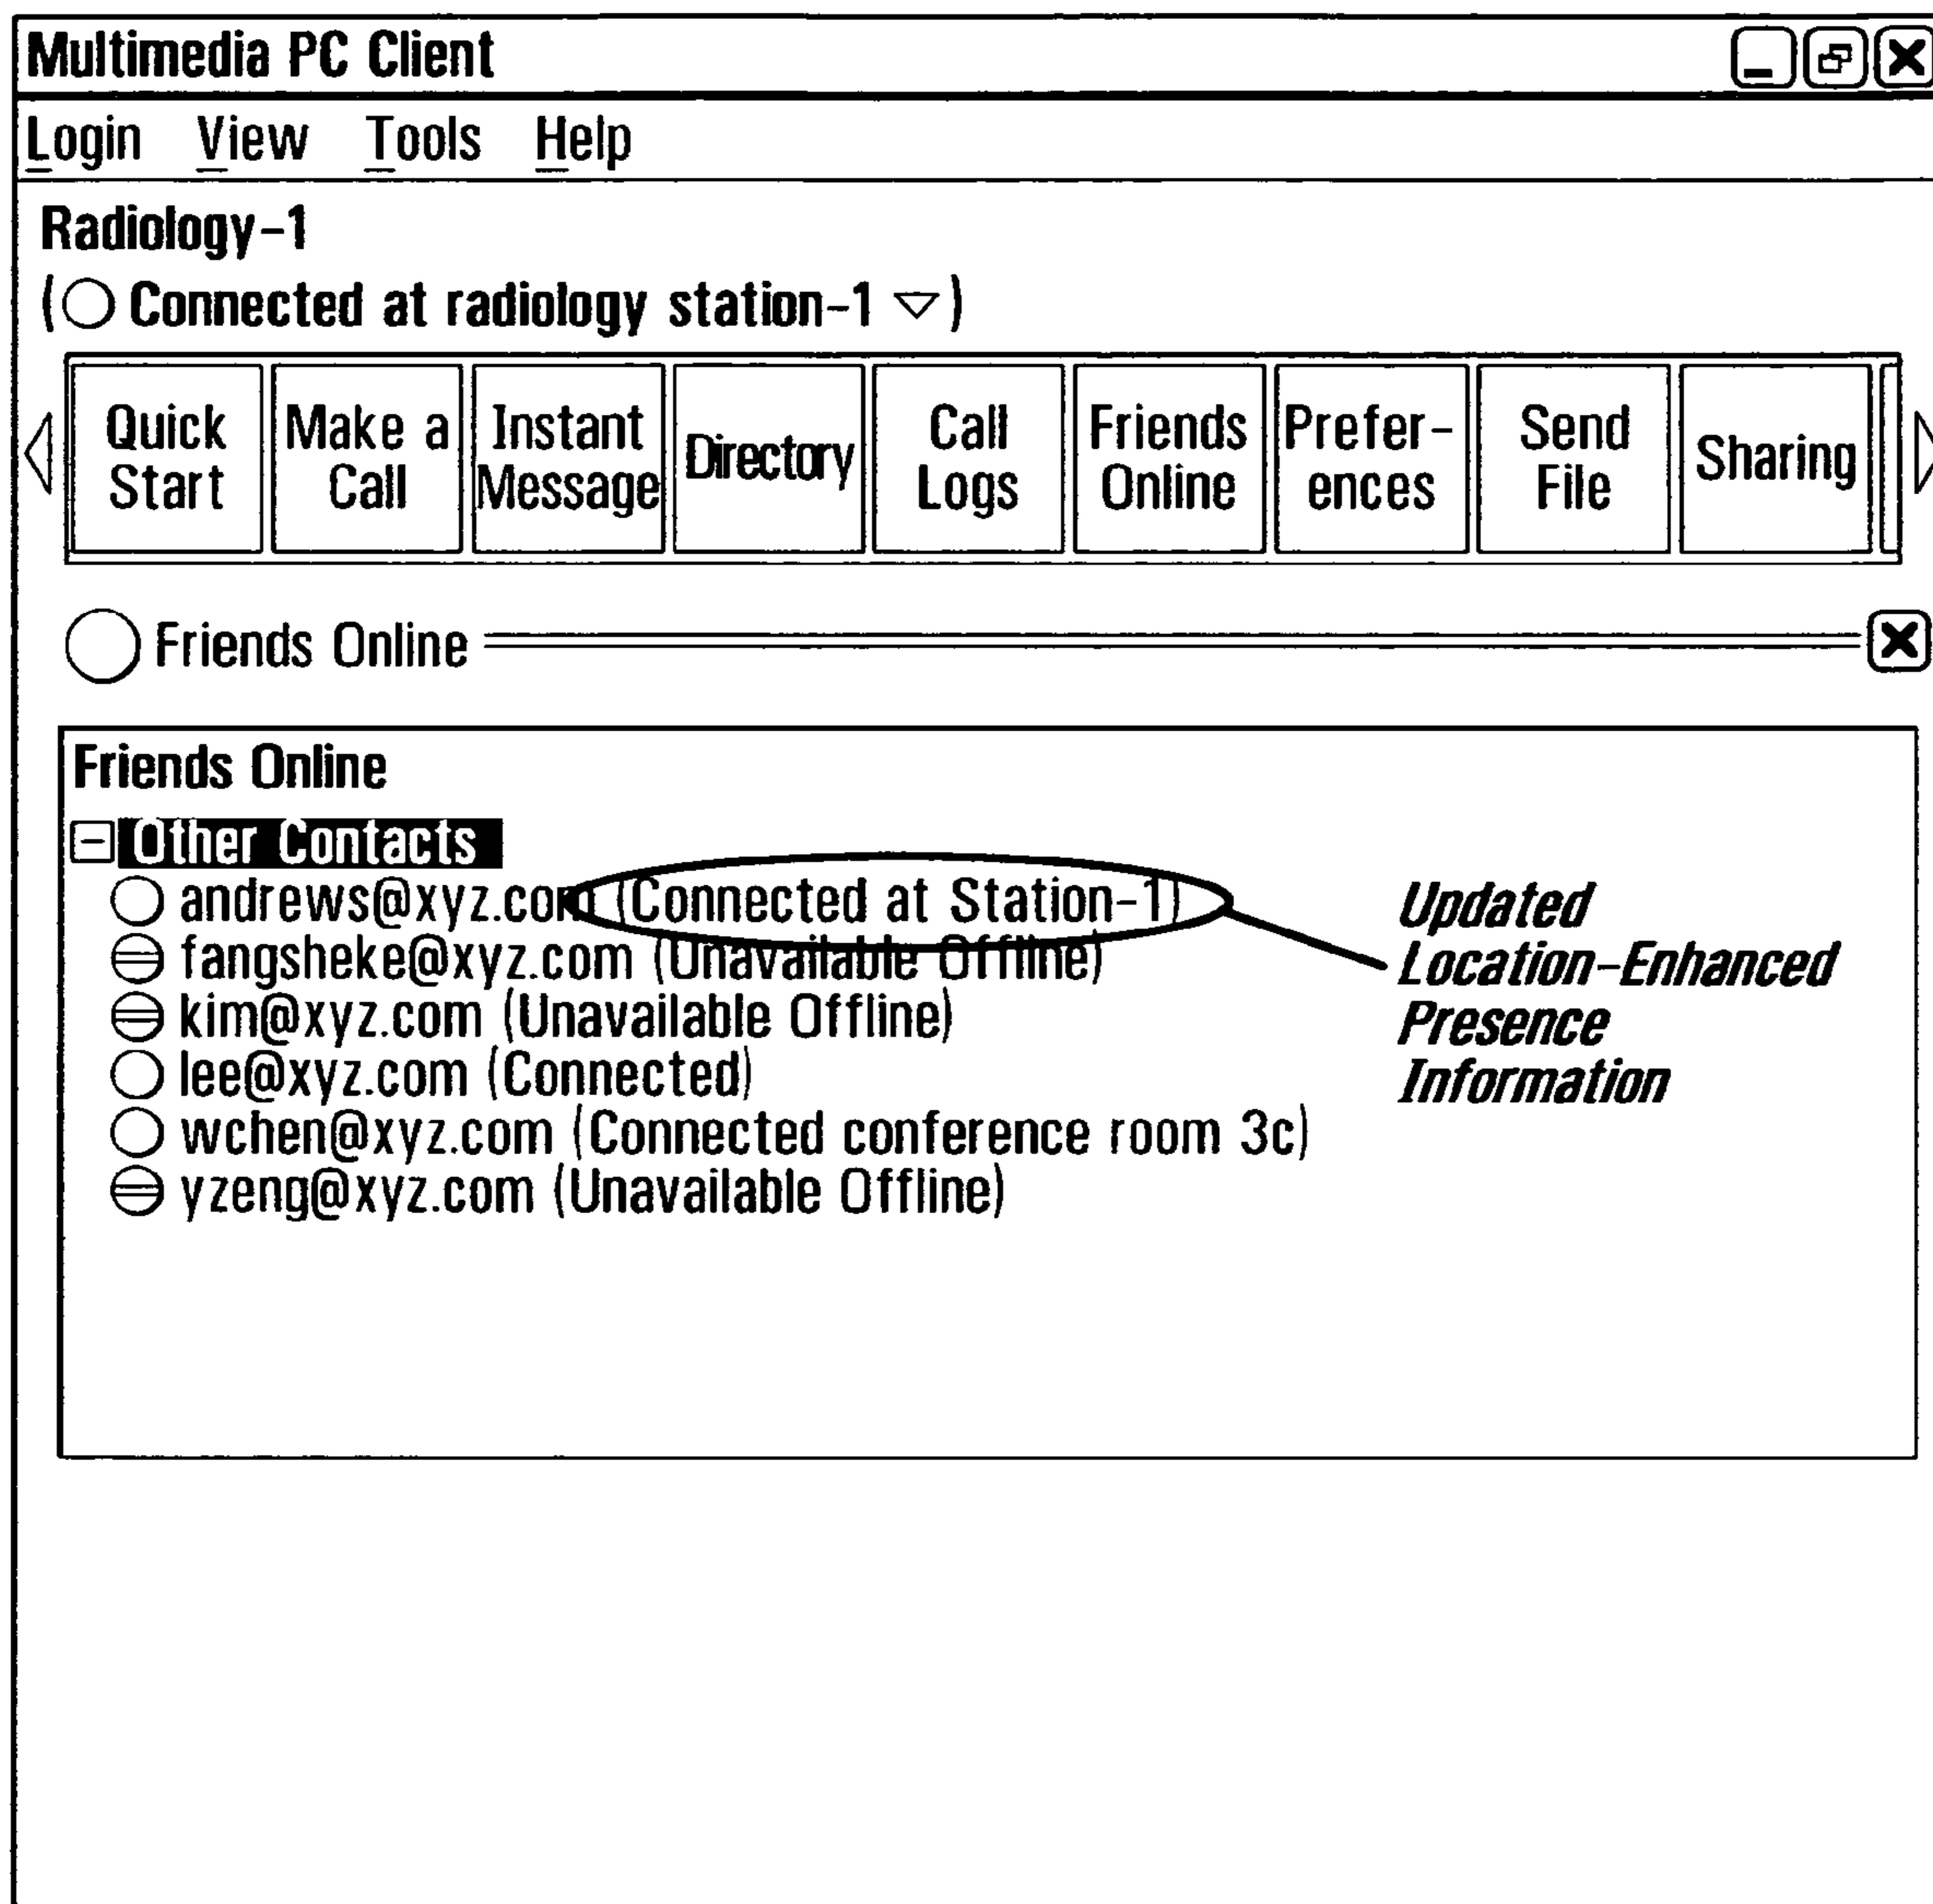 Multimedia PC Client
Login View Tools Help
Radiology-1
(Connected at radiology station-1)
Quick Start
Make a Call
Instant Message
Directory
Call Logs
Friends Online
Prefer-ences
Send File
Sharing
Friends Online
Friends Online
Other Contacts
andrews@xyz.com (Connected at Station-1)
fangsheke@xyz.com (Unavailable Offline)
kim@xyz.com (Unavailable Offline)
lee@xyz.com (Connected)
wchen@xyz.com (Connected conference room 3c)
yzeng@xyz.com (Unavailable Offline)
Updated
Location-Enhanced
Presence
Information